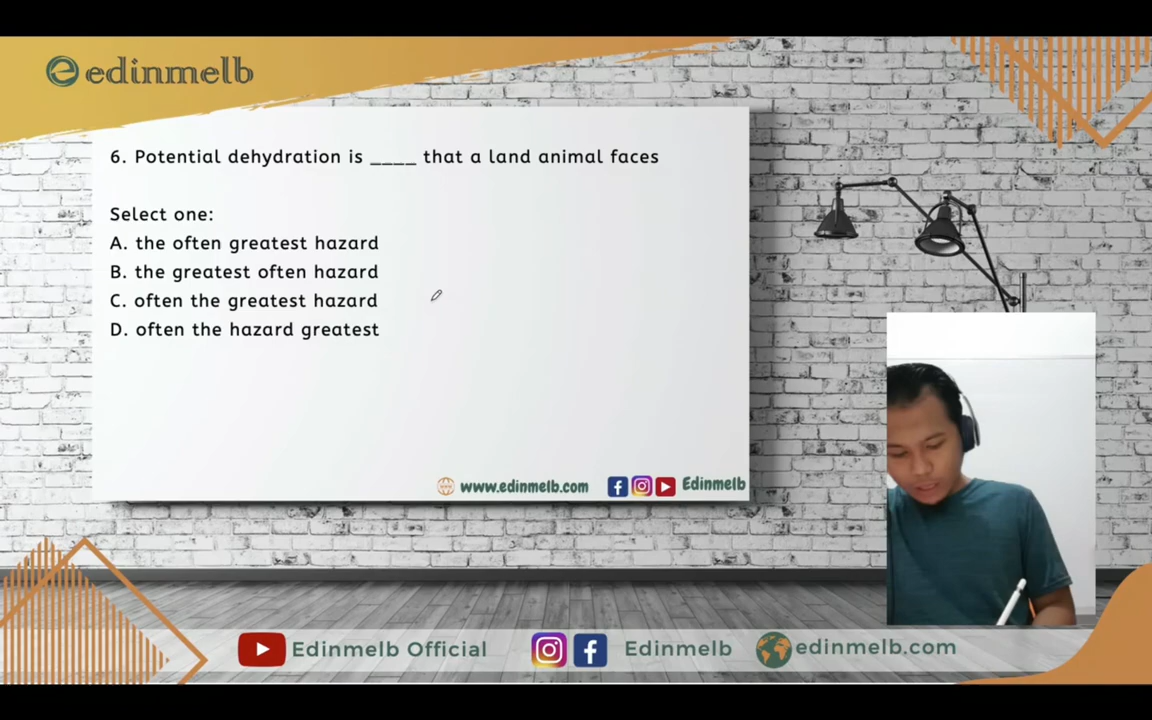 edinmelb
6. Potential dehydration is ____ that a land animal faces
Select one:
A. the often greatest hazard
B. the greatest often hazard
C. often the greatest hazard
D. often the hazard greatest
www.edinmelb.com Edinmelb
Edinmelb Official Edinmelb edinmelb.com